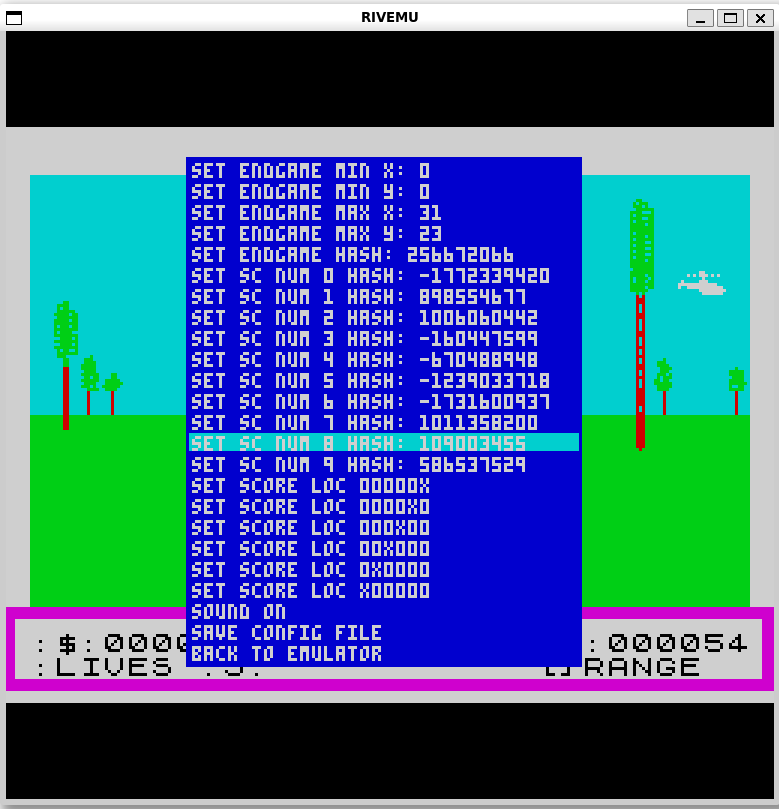 RIVEMU
SET ENDGAME MIN X: 0
SET ENDGAME MIN Y: 0
SET ENDGAME MAX X: 31
SET ENDGAME MAX Y: 23
SET ENDGAME HASH: 256672066
SET SC NUM 0 HASH: -1772339420
SET SC NUM 1 HASH: 898554677
SET SC NUM 2 HASH: 1006060442
SET SC NUM 3 HASH: -160447599
SET SC NUM 4 HASH: -670488948
SET SC NUM 5 HASH: -1239033718
SET SC NUM 6 HASH: -1731600937
SET SC NUM 7 HASH: 1011358200
SET SC NUM 8 HASH: 109003455
SET SC NUM 9 HASH: 586537529
SET SCORE LOC 00000X
SET SCORE LOC 0000X0
SET SCORE LOC 000X00
SET SCORE LOC 00X000
SET SCORE LOC 0X0000
SET SCORE LOC X00000
SOUND ON
SAVE CONFIG FILE
BACK TO EMULATOR
:$:000
:000054
:LIVES
RANGE